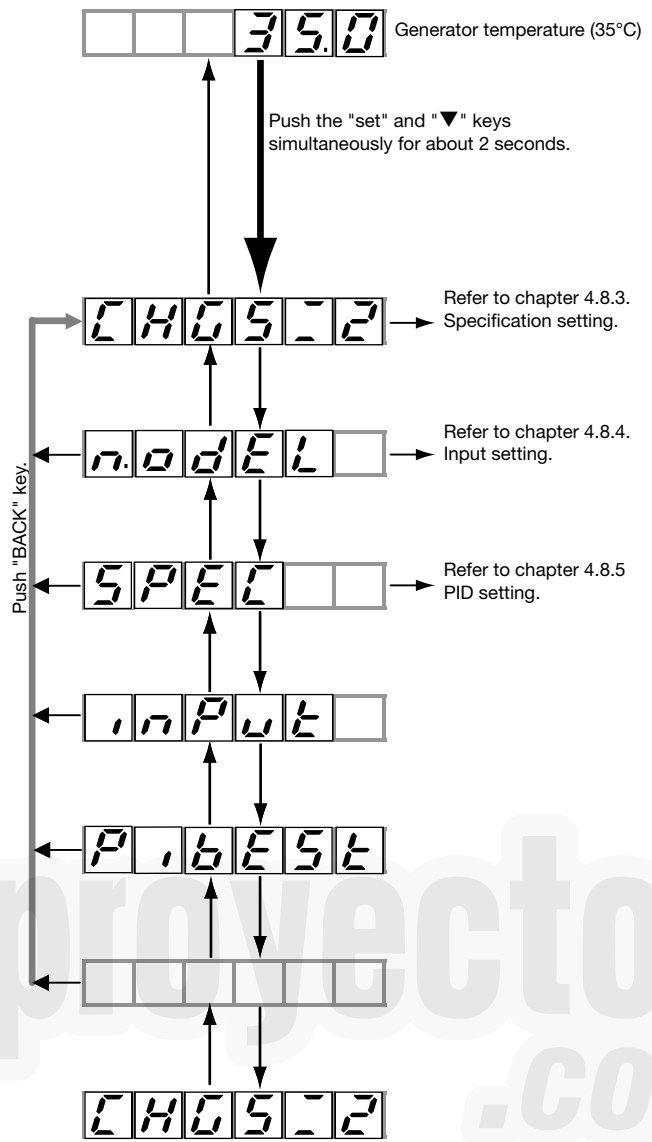 35.0
Generator temperature (35°C)
Push the "set" and "▼" keys
simultaneously for about 2 seconds.
CHGS_2
Refer to chapter 4.8.3.
Specification setting.
n.odEL
Refer to chapter 4.8.4.
Input setting.
Push "BACK" key.
SPEC
Refer to chapter 4.8.5
PID setting.
inPut
PibESt
CHGS_2
proyecto
.co